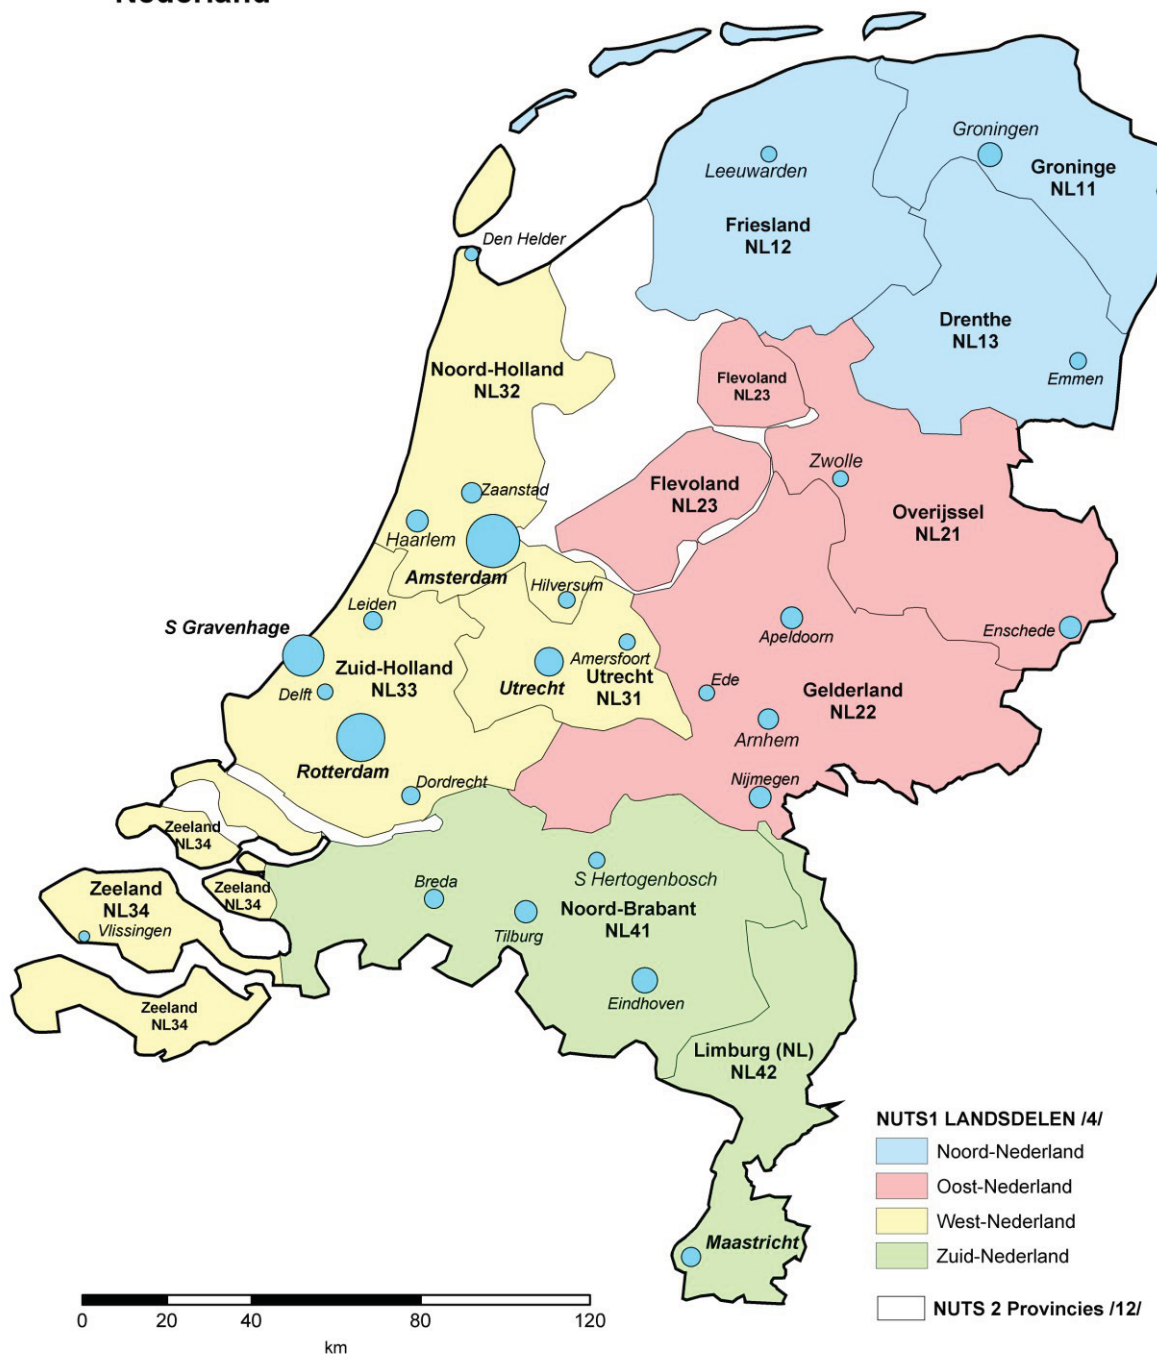 Nederland
Groningen
Leeuwarden
Groninge
NL11
Friesland
NL12
Den Helder
Drenthe
NL13
Emmen
Noord-Holland
NL32
Flevoland
NL23
Zwolle
Flevoland
NL23
Zaanstad
Overijssel
NL21
Haarlem
Amsterdam
Hilversum
Leiden
S Gravenhage
Apeldoorn
Enschede
Amersfoort
Zuid-Holland
NL33
Utrecht
Utrecht
NL31
Delft
Ede
Gelderland
NL22
Arnhem
Rotterdam
Dordrecht
Nijmegen
Zeeland
NL34
Zeeland
NL34
Zeeland
NL34
Vlissingen
Breda
S Hertogenbosch
Noord-Brabant
NL41
Tilburg
Eindhoven
Zeeland
NL34
Limburg (NL)
NL42
Maastricht
NUTS1 LANDSDELEN /4/
Noord-Nederland
Oost-Nederland
West-Nederland
Zuid-Nederland
NUTS 2 Provincies /12/
0 40 80 120
km